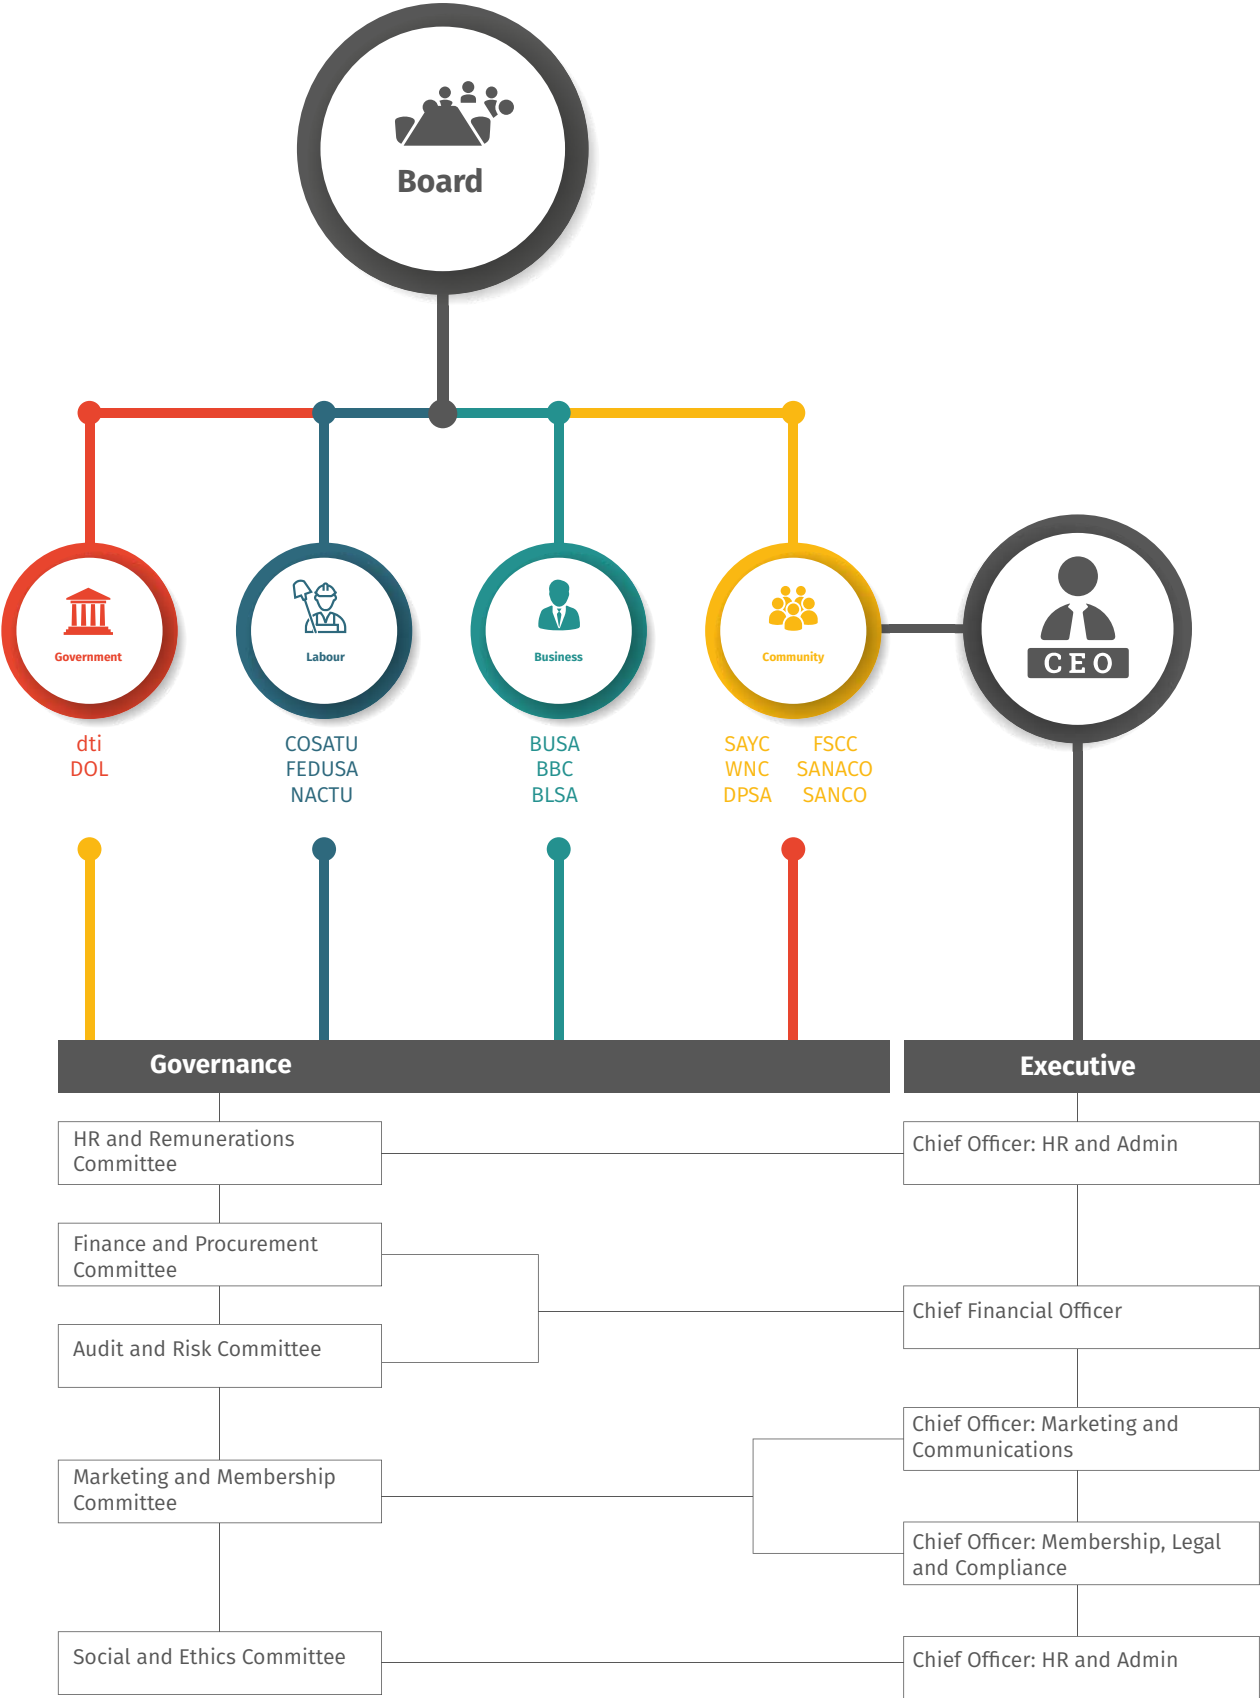 Board
Government
Labour
Business
Community
CEO
dti
DOL
COSATU
FEDUSA
NACTU
BUSA
BBC
BLSA
SAYC
WNC
DPSA
FSCC
SANACO
SANCO
Governance
Executive
HR and Remunerations
Committee
Chief Officer: HR and Admin
Finance and Procurement
Committee
Chief Financial Officer
Audit and Risk Committee
Chief Officer: Marketing and
Communications
Marketing and Membership
Committee
Chief Officer: Membership, Legal
and Compliance
Social and Ethics Committee
Chief Officer: HR and Admin